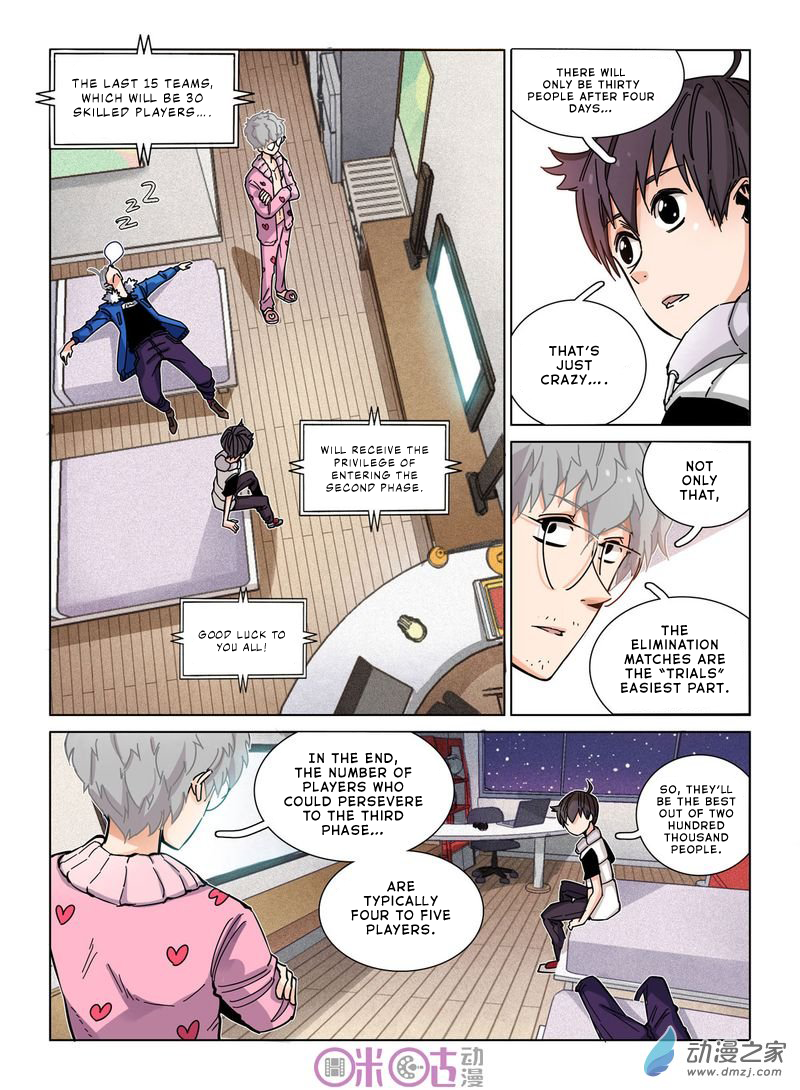 THE LAST 15 TEAMS,
WHICH WILL BE 30
SKILLED PLAYERS....
ZZZ
WILL RECEIVE THE
PRIVILEGE OF
ENTERING THE
SECOND PHASE.
GOOD LUCK TO
YOU ALL!
THERE WILL
ONLY BE THIRTY
PEOPLE AFTER FOUR
DAYS...
THAT'S
JUST
CRAZY....
NOT
ONLY
THAT,
THE
ELIMINATION
MATCHES ARE
THE "TRIALS"
EASIEST PART.
IN THE END,
THE NUMBER OF
PLAYERS WHO
COULD PERSEVERE
TO THE THIRD
PHASE...
ARE
TYPICALLY
FOUR TO FIVE
PLAYERS.
SO, THEY'LL
BE THE BEST
OUT OF TWO
HUNDRED
THOUSAND
PEOPLE.
咪咕动漫
动漫之家
www.dmzj.com